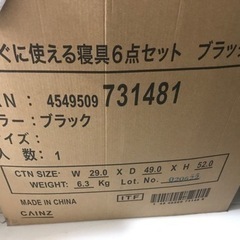 ぐに使える寝具6点セット ブラッ
N : 4549509 731481
ラー：ブラック
イズ：
人数：1
CTN SIZE: W 29.0 X D 49.0 X H 52.0
WEIGHT: 6.3 Kg Lot. No.
MADE IN CHINA
ITF
CAINZ